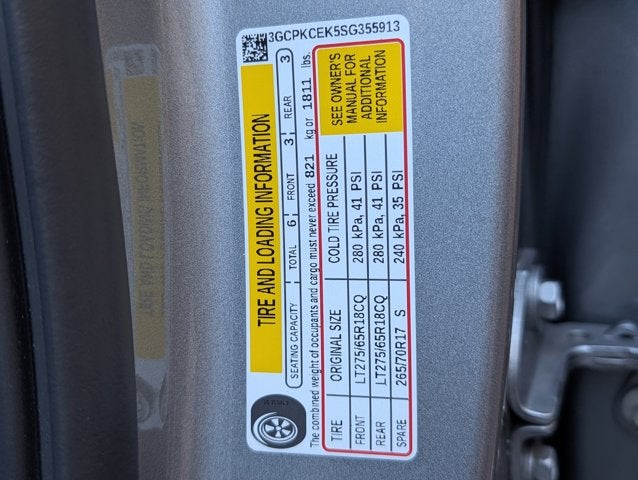 3GCPKCEK5SG355913
TIRE AND LOADING INFORMATION
SEATING CAPACITY TOTAL 6 FRONT 3 REAR 3
The combined weight of occupants and cargo must never exceed 821 kg or 1811 lbs.
TIRE ORIGINAL SIZE COLD TIRE PRESSURE
FRONT LT275/65R18CQ 280 kPa, 41 PSI
REAR LT275/65R18CQ 280 kPa, 41 PSI
SPARE 265/70R17 S 240 kPa, 35 PSI
SEE OWNER'S
MANUAL FOR
ADDITIONAL
INFORMATION